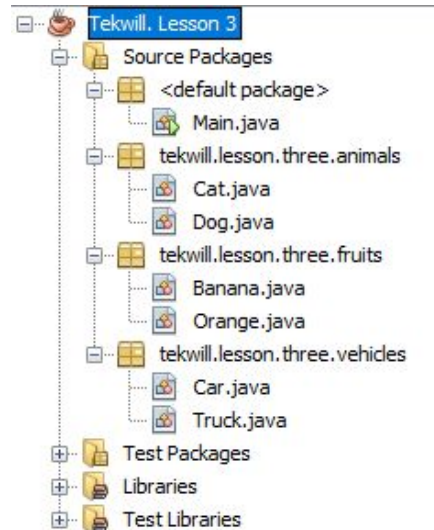 Tekwill. Lesson 3
Source Packages
<default package>
Main.java
tekwill.lesson.three.animals
Cat.java
Dog.java
tekwill.lesson.three.fruits
Banana.java
Orange.java
tekwill.lesson.three.vehicles
Car.java
Truck.java
Test Packages
Libraries
Test Libraries